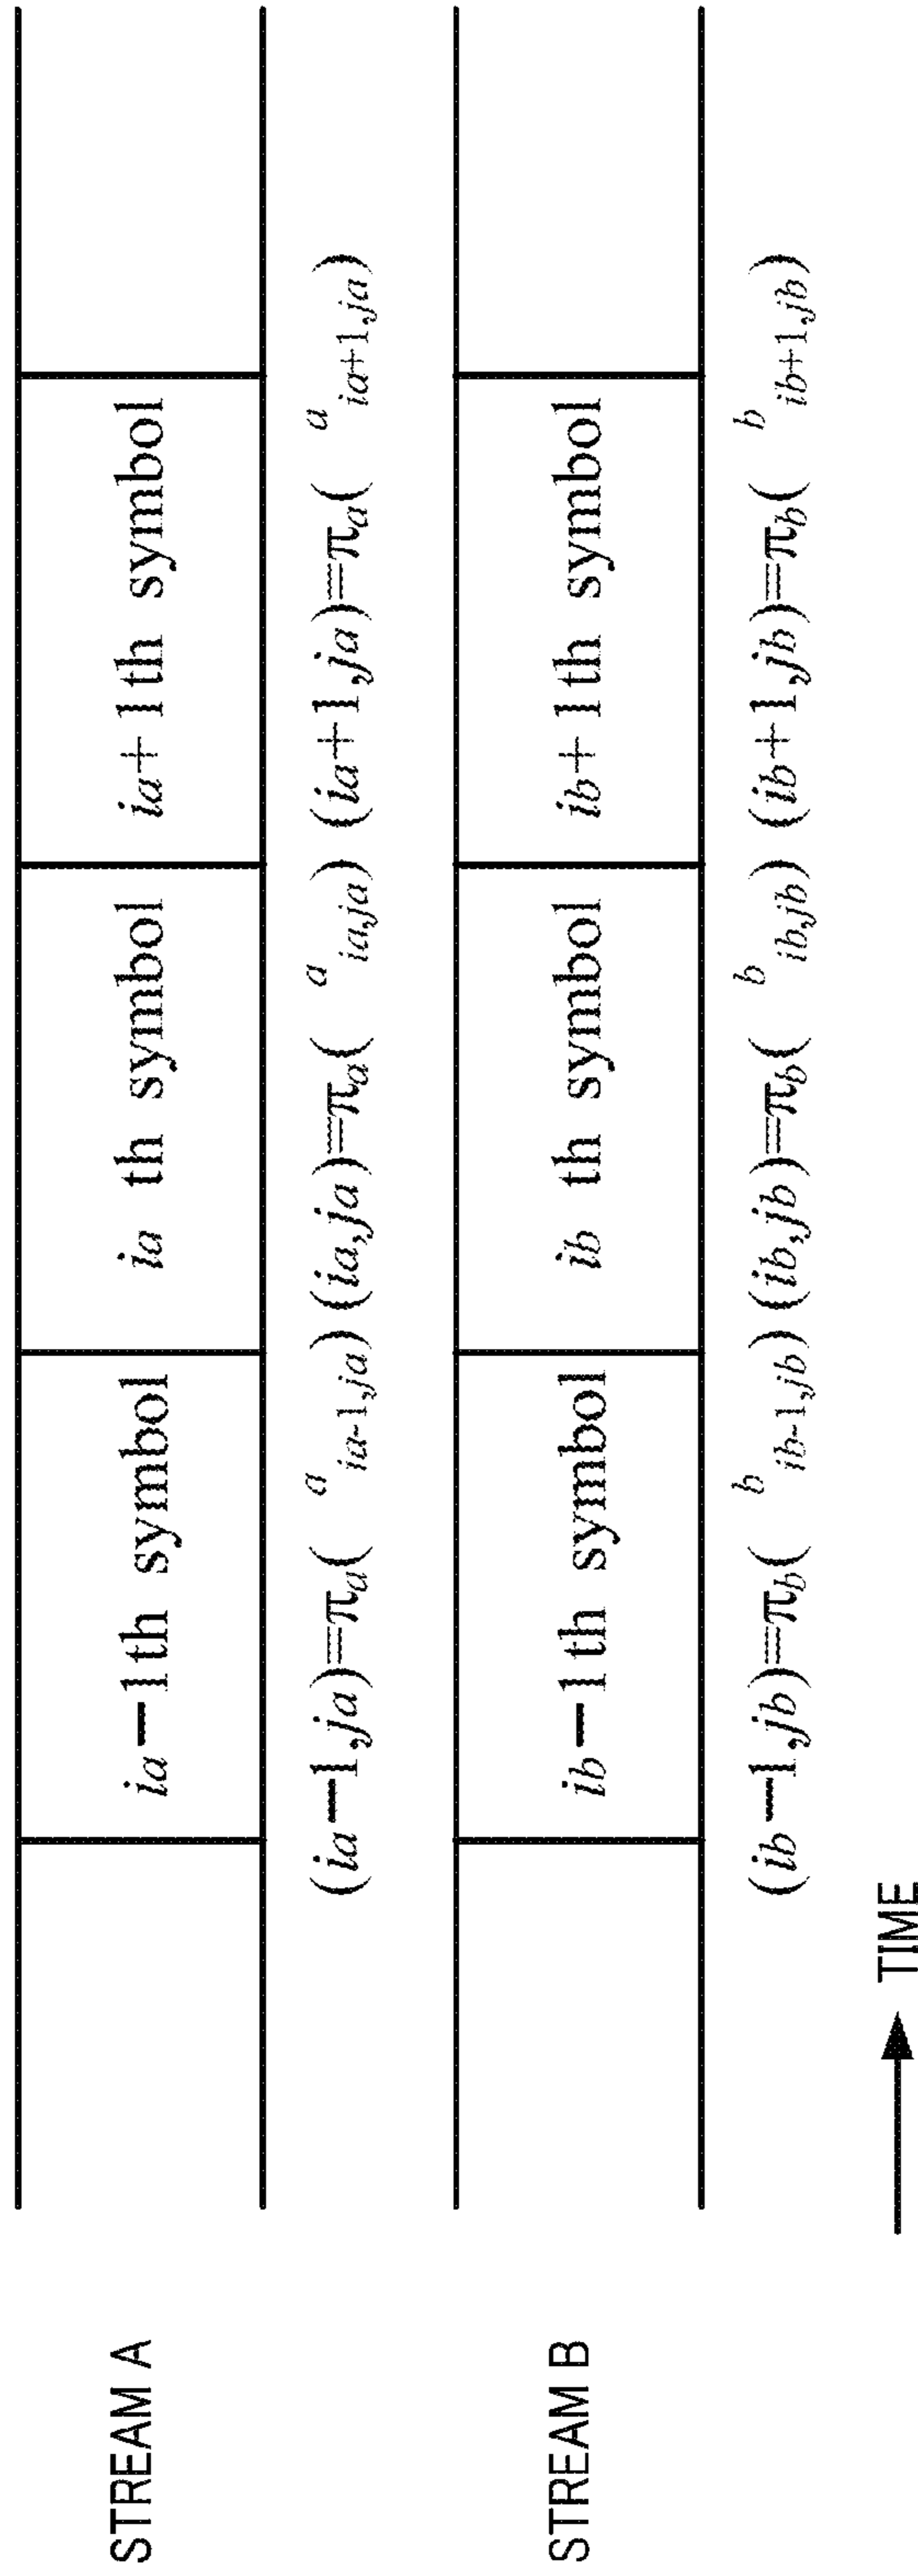 STREAM A
ia−1th symbol
ia th symbol
ia+1th symbol
(ia−1,ja)=πa( a ia-1,ja)
(ia,ja)=πa( a ia,ja)
(ia+1,ja)=πa( a ia+1,ja)
STREAM B
ib−1th symbol
ib th symbol
ib+1th symbol
(ib−1,jb)=πb( b ib-1,jb)
(ib,jb)=πb( b ib,jb)
(ib+1,jb)=πb( b ib+1,jb)
TIME